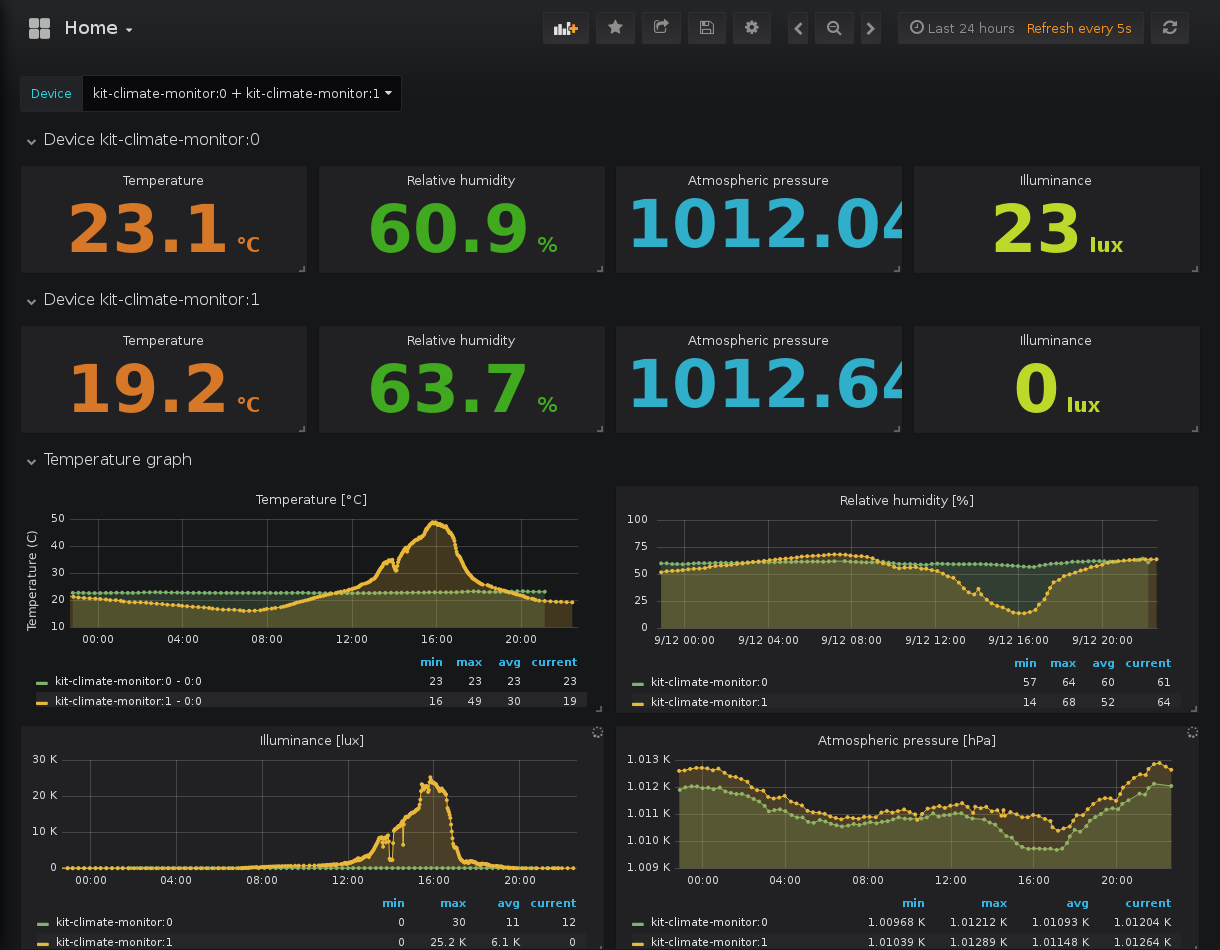 Home
Last 24 hours Refresh every 5s
Device kit-climate-monitor:0 + kit-climate-monitor:1
Device kit-climate-monitor:0
Temperature Relative humidity Atmospheric pressure Illuminance
23.1 °C 60.9 % 1012.04 23 lux
Device kit-climate-monitor:1
Temperature Relative humidity Atmospheric pressure Illuminance
19.2 °C 63.7 % 1012.64 0 lux
Temperature graph
Temperature [°C]
Temperature (C)
50
40
30
20
10
00:00 04:00 08:00 12:00 16:00 20:00
min max avg current
kit-climate-monitor:0 - 0:0 23 23 23 23
kit-climate-monitor:1 - 0:0 16 49 30 19
Relative humidity [%]
100
75
50
25
0
9/12 00:00 9/12 04:00 9/12 08:00 9/12 12:00 9/12 16:00 9/12 20:00
min max avg current
kit-climate-monitor:0 57 64 60 61
kit-climate-monitor:1 14 68 52 64
Illuminance [lux]
30 K
20 K
10 K
0
00:00 04:00 08:00 12:00 16:00 20:00
min max avg current
kit-climate-monitor:0 0 30 11 12
kit-climate-monitor:1 0 25.2 K 6.1 K 0
Atmospheric pressure [hPa]
1.013 K
1.012 K
1.011 K
1.010 K
1.009 K
00:00 04:00 08:00 12:00 16:00 20:00
min max avg current
kit-climate-monitor:0 1.00968 K 1.01212 K 1.01093 K 1.01204 K
kit-climate-monitor:1 1.01039 K 1.01289 K 1.01148 K 1.01264 K